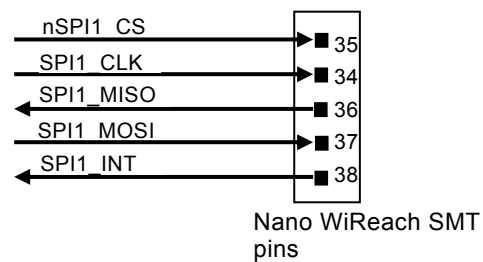 nSPI1_CS
35
SPI1_CLK
34
SPI1_MISO
36
SPI1_MOSI
37
SPI1_INT
38
Nano WiReach SMT
pins